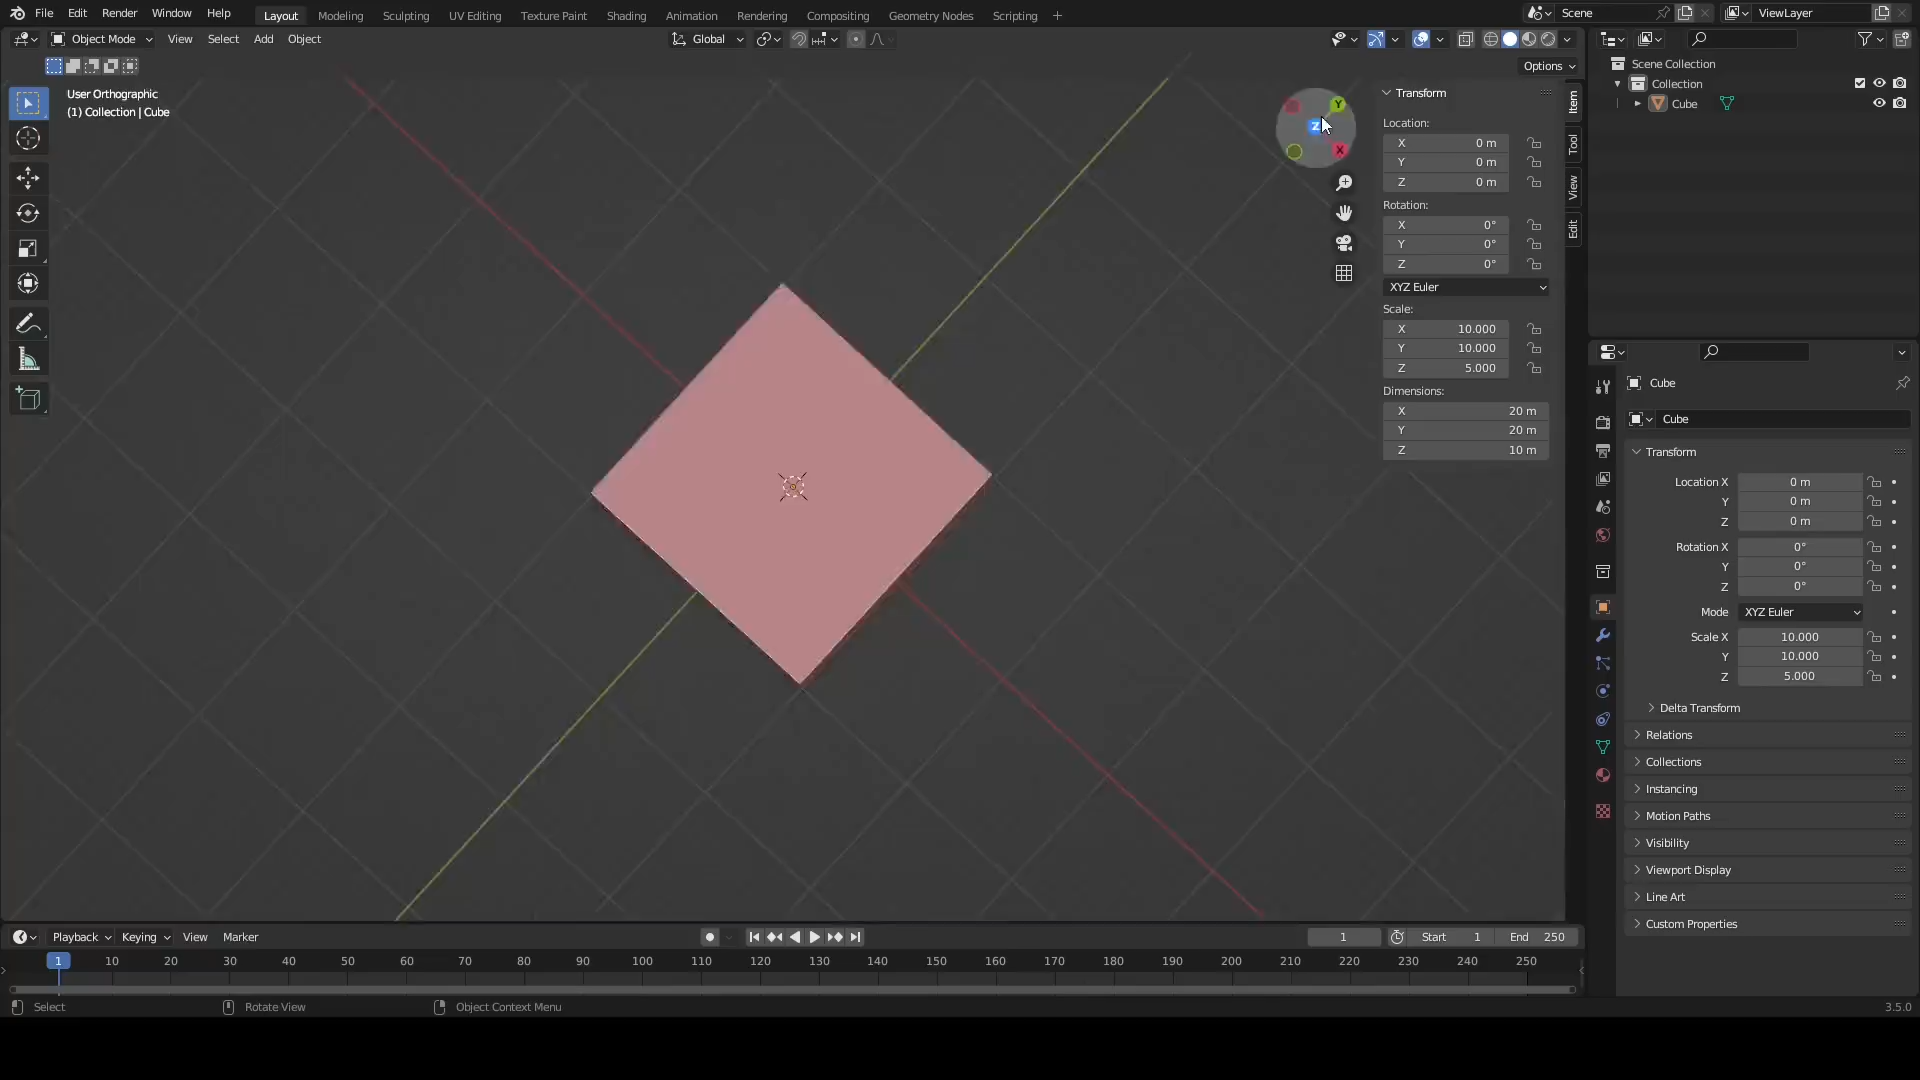 File Edit Render Window Help Layout Modeling Sculpting UV Editing Texture Paint Shading Animation Rendering Compositing Geometry Nodes Scripting + Scene ViewLayer
Object Mode View Select Add Object Global
Options
User Orthographic
(1) Collection | Cube
Y
Z
X
Transform
Location:
X 0 m
Y 0 m
Z 0 m
Rotation:
X 0°
Y 0°
Z 0°
XYZ Euler
Scale:
X 10.000
Y 10.000
Z 5.000
Dimensions:
X 20 m
Y 20 m
Z 10 m
Item
Tool
View
Edit
Scene Collection
Collection
Cube
Cube
Cube
Transform
Location X 0 m
Y 0 m
Z 0 m
Rotation X 0°
Y 0°
Z 0°
Mode XYZ Euler
Scale X 10.000
Y 10.000
Z 5.000
Delta Transform
Relations
Collections
Instancing
Motion Paths
Visibility
Viewport Display
Line Art
Custom Properties
Playback Keying View Marker 1 Start 1 End 250
1 10 20 30 40 50 60 70 80 90 100 110 120 130 140 150 160 170 180 190 200 210 220 230 240 250
Select Rotate View Object Context Menu 3.5.0